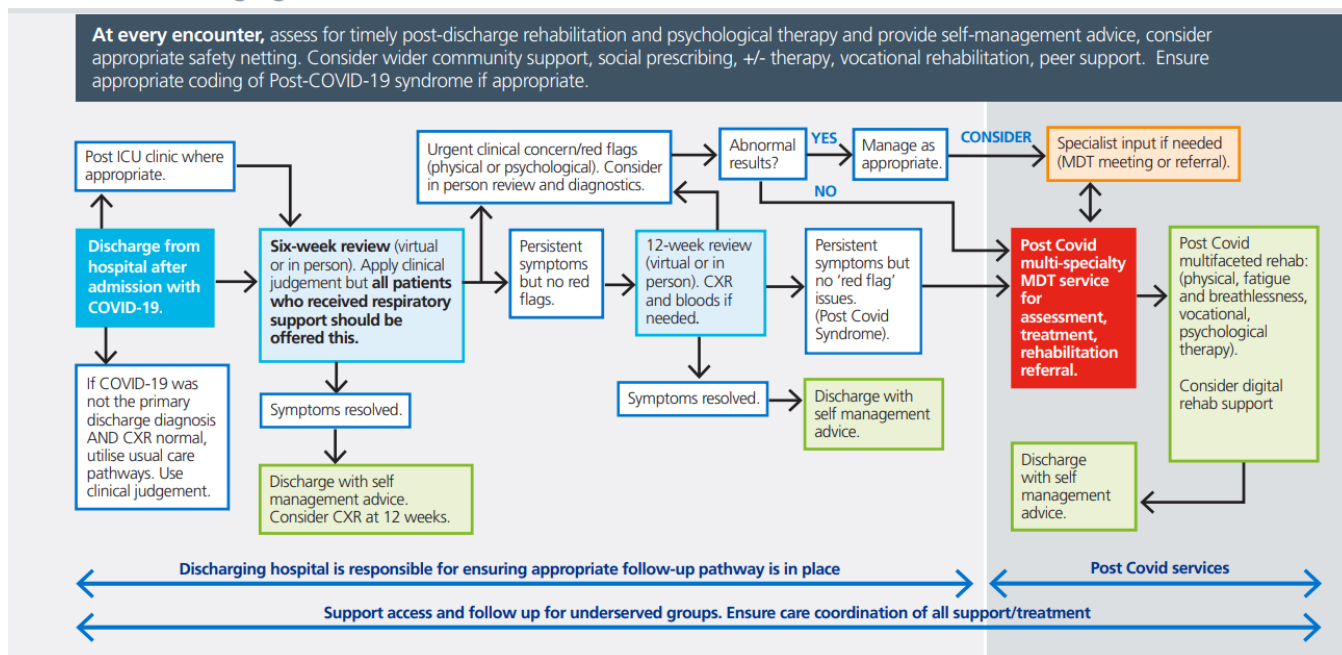 At every encounter, assess for timely post-discharge rehabilitation and psychological therapy and provide self-management advice, consider
appropriate safety netting. Consider wider community support, social prescribing, +/- therapy, vocational rehabilitation, peer support. Ensure
appropriate coding of Post-COVID-19 syndrome if appropriate.
Post ICU clinic where
appropriate.
Discharge from
hospital after
admission with
COVID-19.
If COVID-19 was
not the primary
discharge diagnosis
AND CXR normal,
utilise usual care
pathways. Use
clinical judgement.
Six-week review (virtual
or in person). Apply clinical
judgement but all patients
who received respiratory
support should be
offered this.
Symptoms resolved.
Discharge with self
management advice.
Consider CXR at 12 weeks.
Urgent clinical concern/red flags
(physical or psychological). Consider
in person review and diagnostics.
Persistent
symptoms
but no red
flags.
12-week review
(virtual or in
person). CXR
and bloods if
needed.
Symptoms resolved.
Discharge with
self management
advice.
Persistent
symptoms but
no 'red flag'
issues.
(Post Covid
Syndrome).
Abnormal
results?
YES
NO
Manage as
appropriate.
CONSIDER
Specialist input if needed
(MDT meeting or referral).
Post Covid
multi-specialty
MDT service
for
assessment,
treatment,
rehabilitation
referral.
Post Covid
multifaceted rehab:
(physical, fatigue
and breathlessness,
vocational,
psychological
therapy).
Consider digital
rehab support
Discharge
with self
management
advice.
Discharging hospital is responsible for ensuring appropriate follow-up pathway is in place
Post Covid services
Support access and follow up for underserved groups. Ensure care coordination of all support/treatment